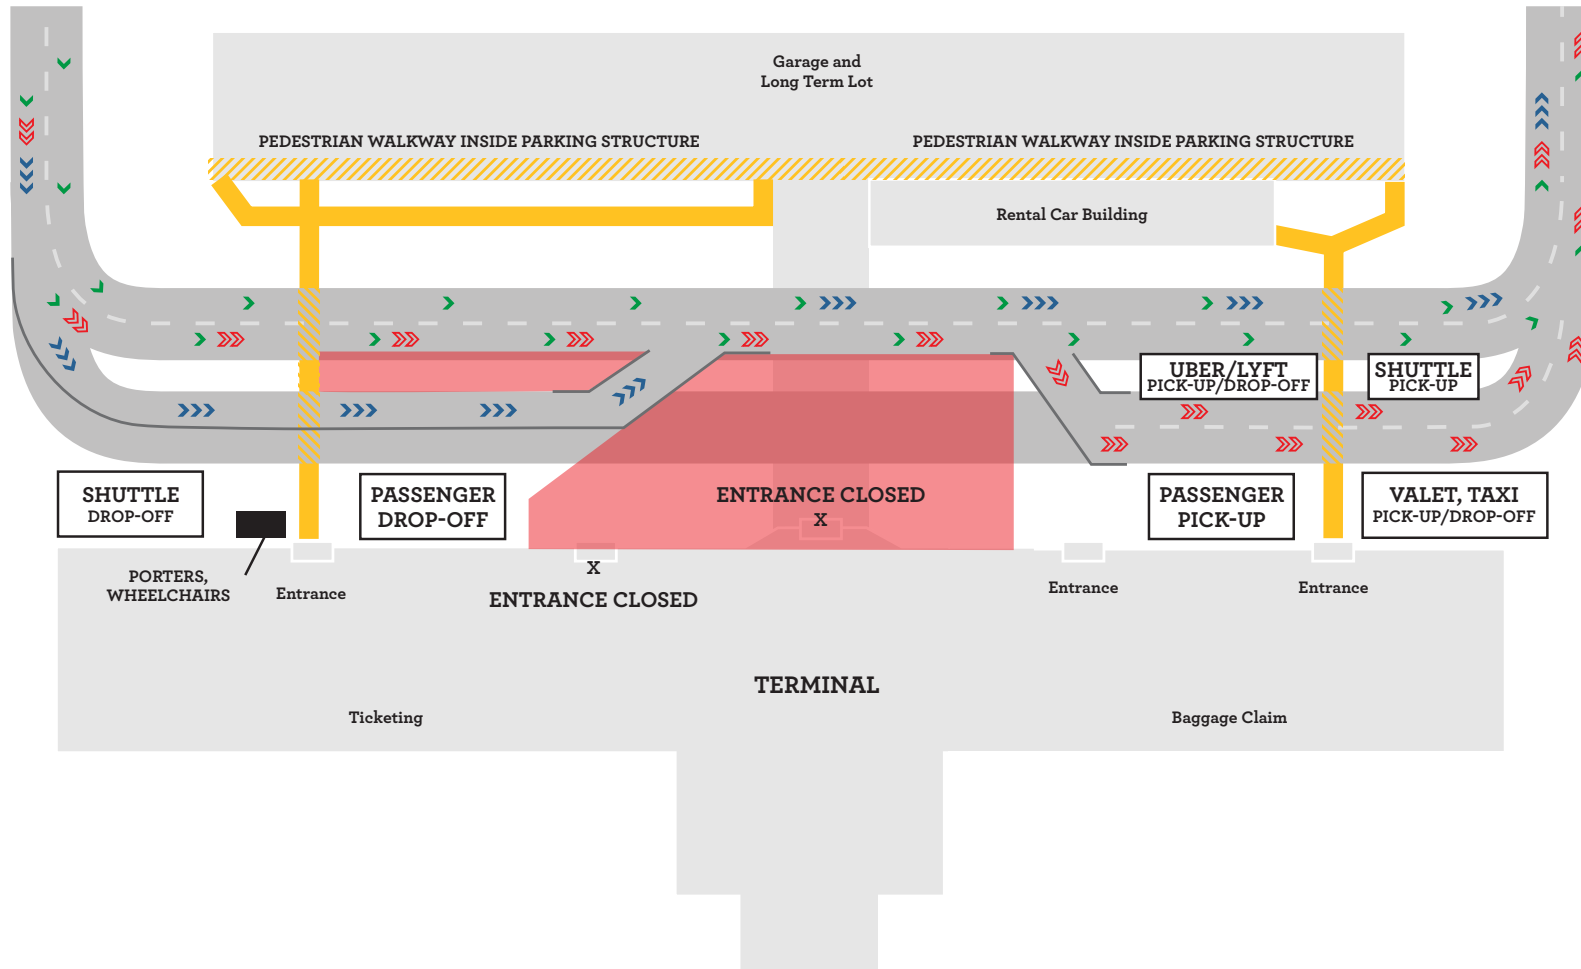 Garage and
Long Term Lot
PEDESTRIAN WALKWAY INSIDE PARKING STRUCTURE
PEDESTRIAN WALKWAY INSIDE PARKING STRUCTURE
Rental Car Building
UBER/LYFT
PICK-UP/DROP-OFF
SHUTTLE
PICK-UP
SHUTTLE
DROP-OFF
PASSENGER
DROP-OFF
ENTRANCE CLOSED
X
PASSENGER
PICK-UP
VALET, TAXI
PICK-UP/DROP-OFF
PORTERS,
WHEELCHAIRS
Entrance
X
ENTRANCE CLOSED
Entrance
Entrance
TERMINAL
Ticketing
Baggage Claim